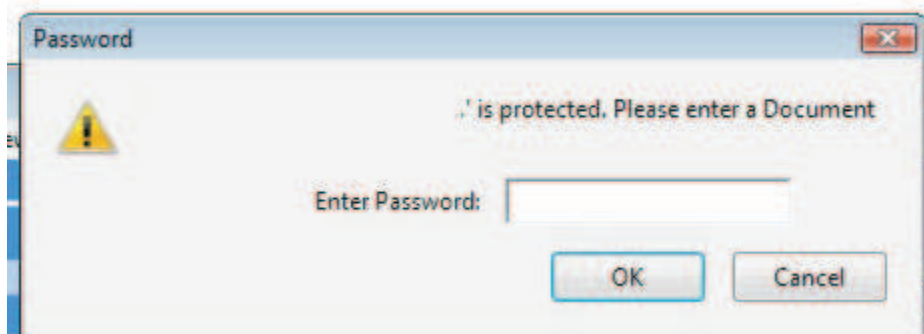 Password
.' is protected. Please enter a Document
Enter Password:
OK
Cancel